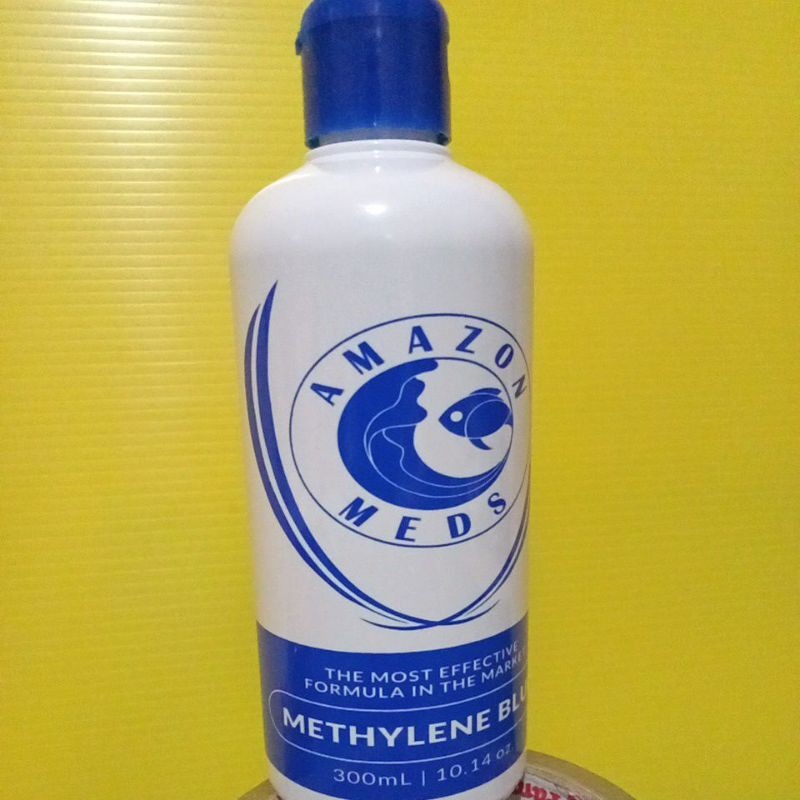 AMAZON
MEDS
THE MOST EFFECTIVE
FORMULA IN THE MARKE
METHYLENE BLU
300mL | 10.14 oz.